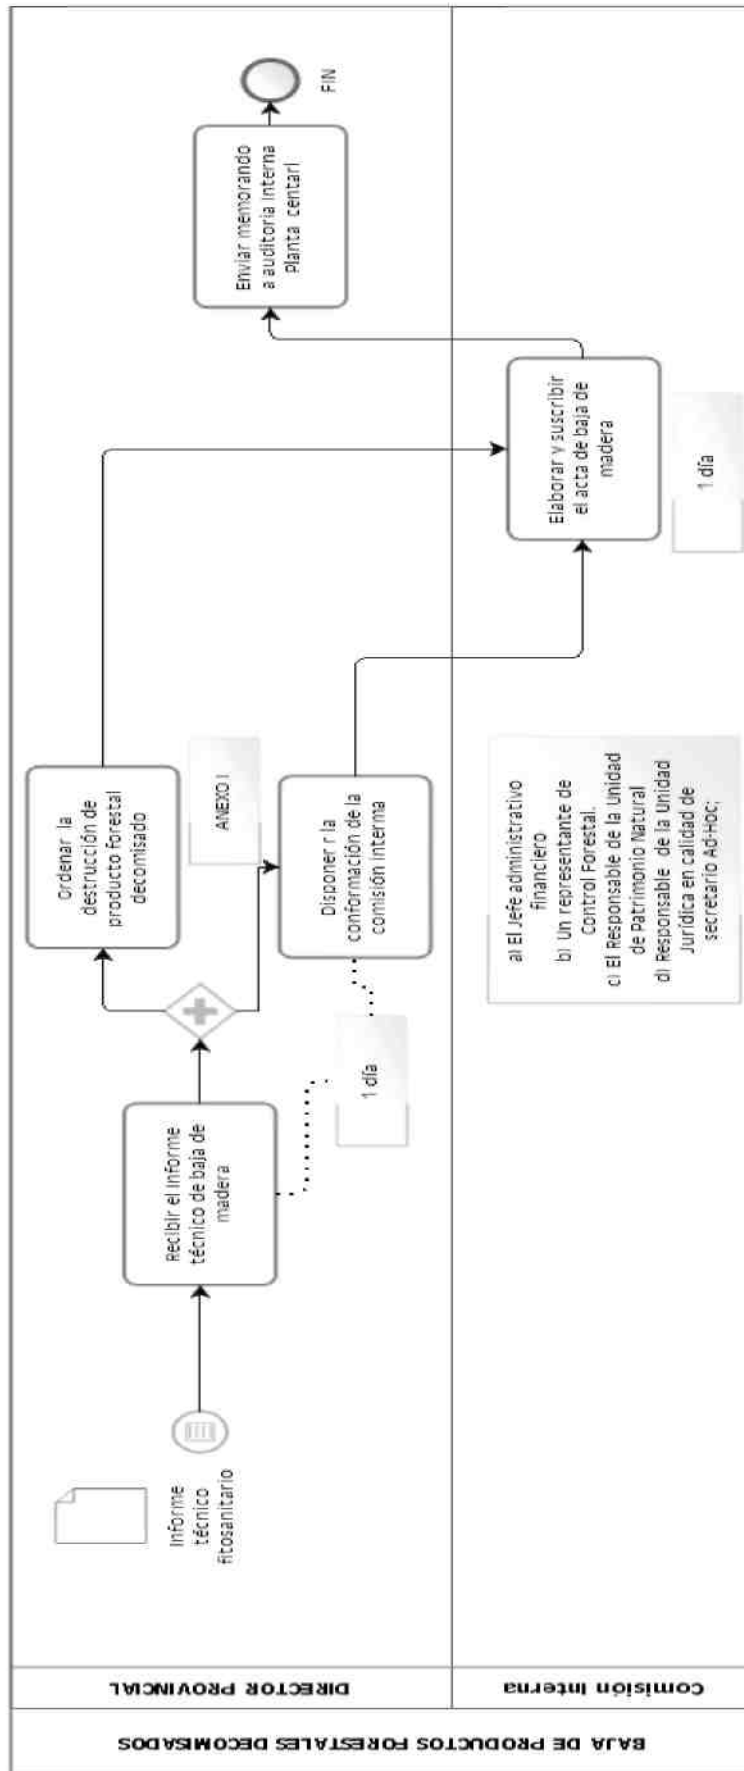 BAJA DE PRODUCTOS FORESTALES DECOMISADOS
DIRECTOR PROVINCIAL
Informe
técnico
fitosanitario
Recibir el informe
técnico de baja de
madera
1 día
Ordenar la
destrucción de
producto forestal
decomisado
ANEXO I
Disponer r la
conformación de la
comisión interma
Enviar memorando
a auditoria interna
Planta centarl
FIN
Comisión Interna
a) El Jefe administrativo
financiero
b) Un representante de
Control Forestal.
c) El Responsable de la Unidad
de Patrimonio Natural
d) Responsable de la Unidad
Jurídica en calidad de
secretario Ad-Hoc;
Elaborar y suscribir
el acta de baja de
madera
1 día